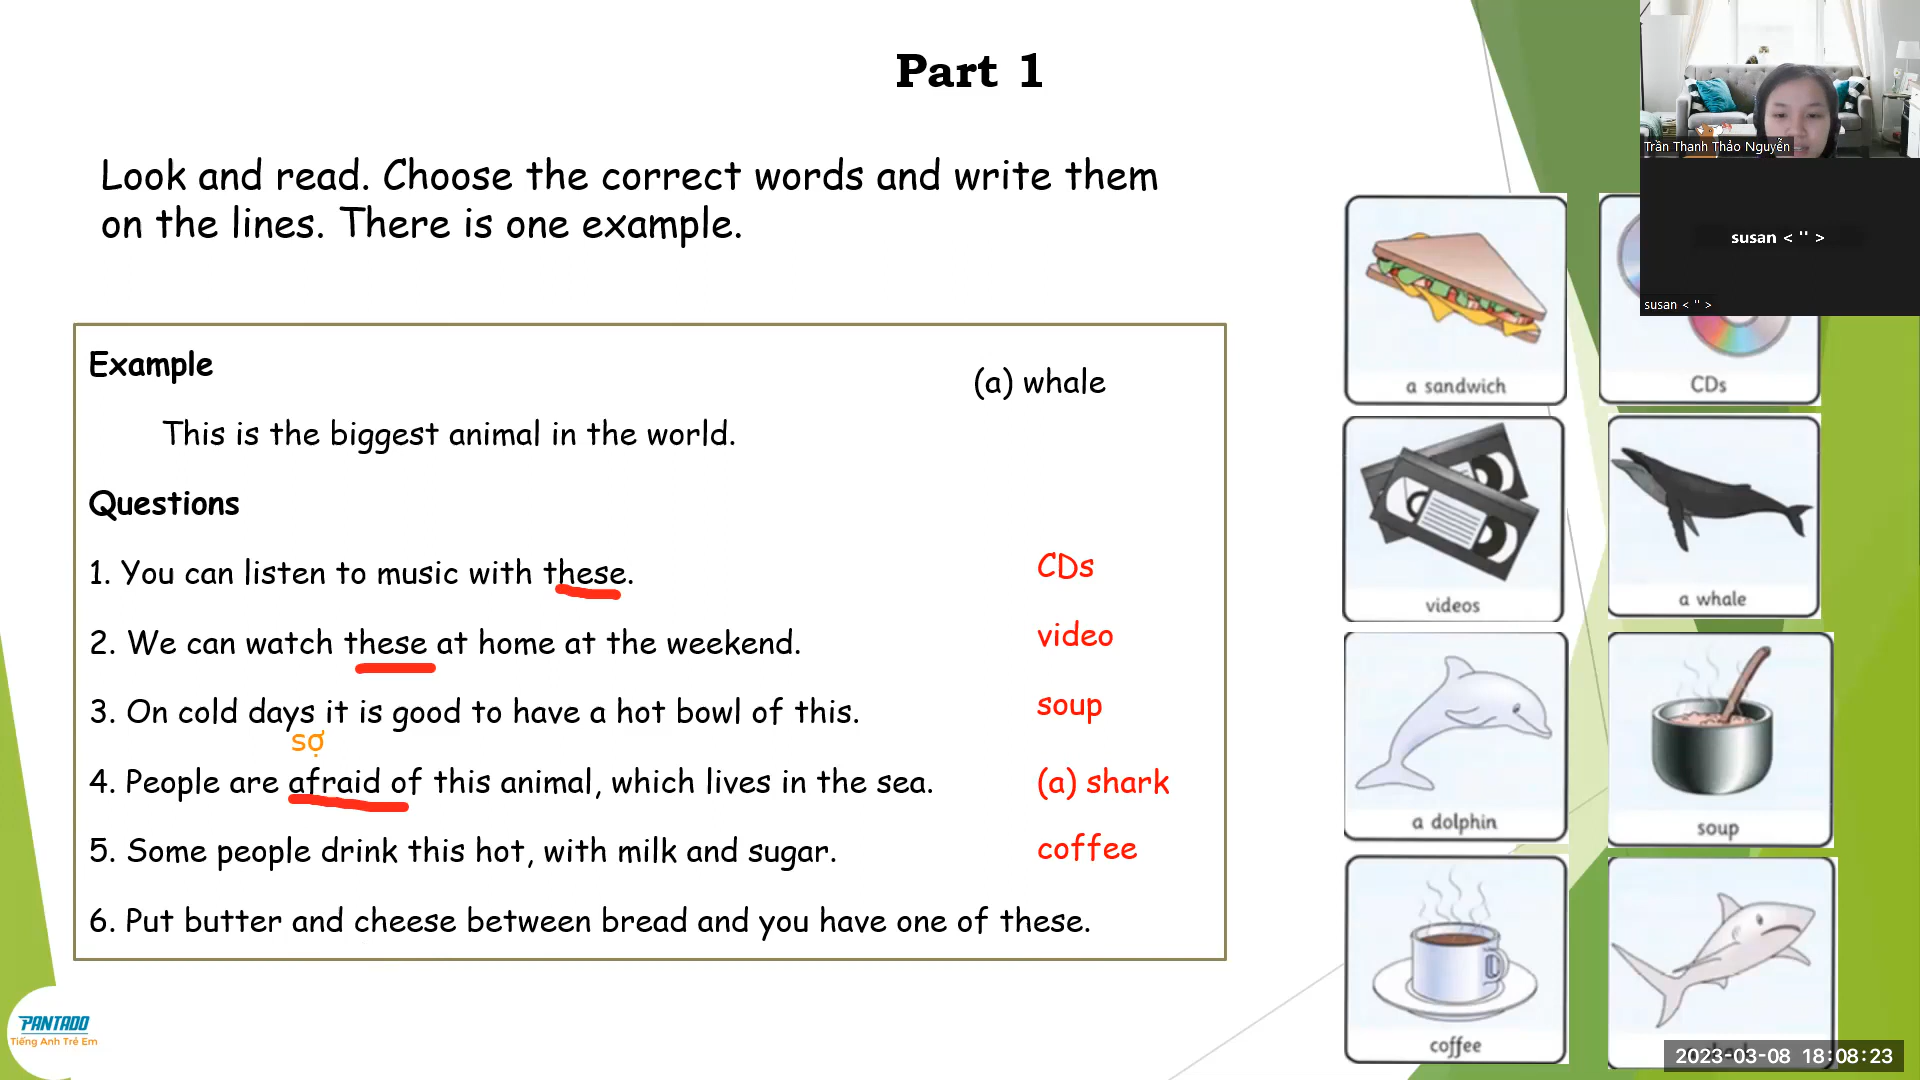 Part 1
Look and read. Choose the correct words and write them
on the lines. There is one example.
Example
(a) whale
This is the biggest animal in the world.
Questions
1. You can listen to music with these.
CDs
2. We can watch these at home at the weekend.
video
3. On cold days it is good to have a hot bowl of this.
soup
sợ
4. People are afraid of this animal, which lives in the sea.
(a) shark
5. Some people drink this hot, with milk and sugar.
coffee
6. Put butter and cheese between bread and you have one of these.
a sandwich
CDs
videos
a whale
a dolphin
soup
coffee
Trần Thanh Thảo Nguyễn
susan < '' >
susan < '' >
PANTADO
Tiếng Anh Trẻ Em
2023-03-08 18:08:23